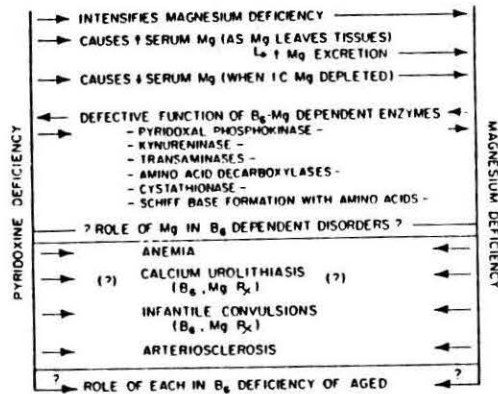 INTENSIFIES MAGNESIUM DEFICIENCY
CAUSES ↑ SERUM Mg (AS Mg LEAVES TISSUES)
↳ ↑ Mg EXCRETION
CAUSES ↓ SERUM Mg (WHEN IC Mg DEPLETED)
DEFECTIVE FUNCTION OF B₆-Mg DEPENDENT ENZYMES
- PYRIDOXAL PHOSPHOKINASE -
- KYNURENINASE -
- TRANSAMINASES -
- AMINO ACID DECARBOXYLASES -
- CYSTATHIONASE -
- SCHIFF BASE FORMATION WITH AMINO ACIDS -
? ROLE OF Mg IN B₆ DEPENDENT DISORDERS ?
ANEMIA
(?) CALCIUM UROLITHIASIS (?)
(B₆, Mg ℞)
INFANTILE CONVULSIONS
(B₆, Mg ℞)
ARTERIOSCLEROSIS
? ?
ROLE OF EACH IN B₆ DEFICIENCY OF AGED
PYRIDOXINE DEFICIENCY
MAGNESIUM DEFICIENCY